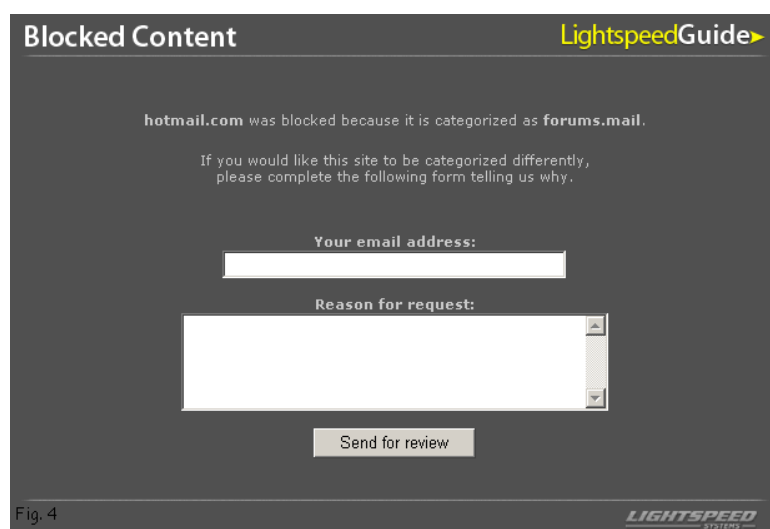 Blocked Content
LightspeedGuide
hotmail.com was blocked because it is categorized as forums.mail.
If you would like this site to be categorized differently,
please complete the following form telling us why.
Your email address:
Reason for request:
Send for review
Fig. 4
LIGHTSPEED
SYSTEMS